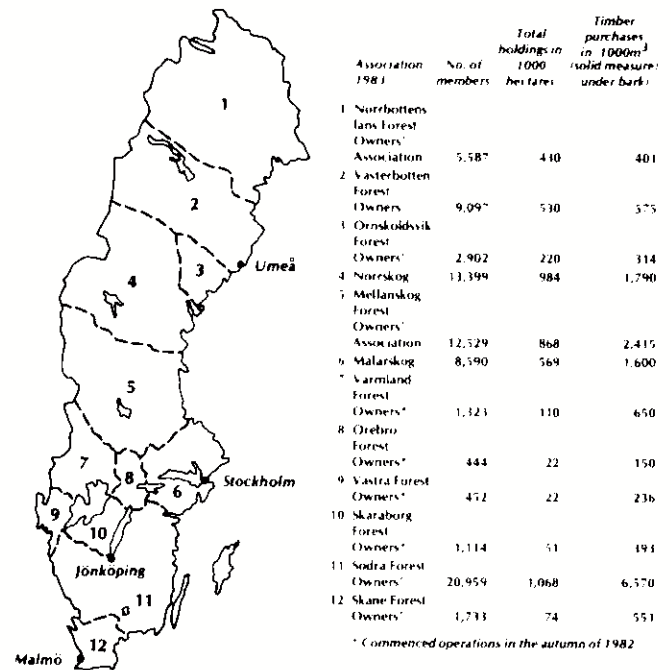 1
2
3
Umeå
4
5
7
8
6
Stockholm
9
10
Jönköping
11
12
Malmö
Association 1983 No. of members Total holdings in 1000 hectares Timber purchases in 1000m³ (solid measure under bark)
1 Norrbottens
lans Forest
Owners'
Association 5,587 430
2 Vasterbotten
Forest
Owners 9,097 530 575
3 Ornskoldsvik
Forest
Owners' 2,902 220 314
4 Norrskog 13,399 984 1,790
5 Mellanskog
Forest
Owners'
Association 12,529 868 2,415
6 Malarskog 8,590 569 1,600
7 Varmland
Forest
Owners* 1,323 110 650
8 Orebro
Forest
Owners* 444 22 150
9 Vastra Forest
Owners* 452 22 236
10 Skaraborg
Forest
Owners* 1,114 51 393
11 Sodra Forest
Owners' 20,959 1,068 6,570
12 Skane Forest
Owners' 1,733 74 551
* Commenced operations in the autumn of 1982